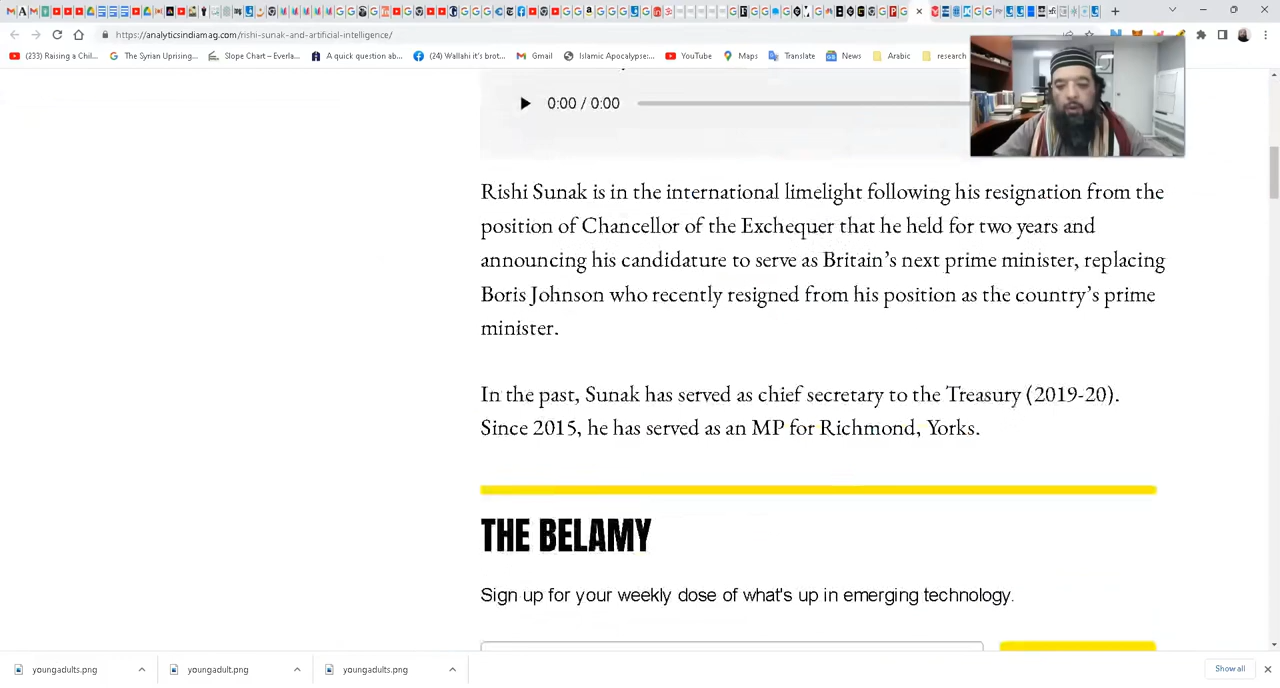 https://analyticsindiamag.com/rishi-sunak-and-artificial-intelligence/
(233) Raising a Chil...
The Syrian Uprising...
Slope Chart – Everla...
A quick question ab...
(24) Wallahi it's brot...
Islamic Apocalypse:...
YouTube
Maps
Translate
News
Arabic
research
0:00 / 0:00
Rishi Sunak is in the international limelight following his resignation from the
position of Chancellor of the Exchequer that he held for two years and
announcing his candidature to serve as Britain's next prime minister, replacing
Boris Johnson who recently resigned from his position as the country's prime
minister.
In the past, Sunak has served as chief secretary to the Treasury (2019-20).
Since 2015, he has served as an MP for Richmond, Yorks.
THE BELAMY
Sign up for your weekly dose of what's up in emerging technology.
youngadults.png
youngadult.png
youngadults.png
Show all